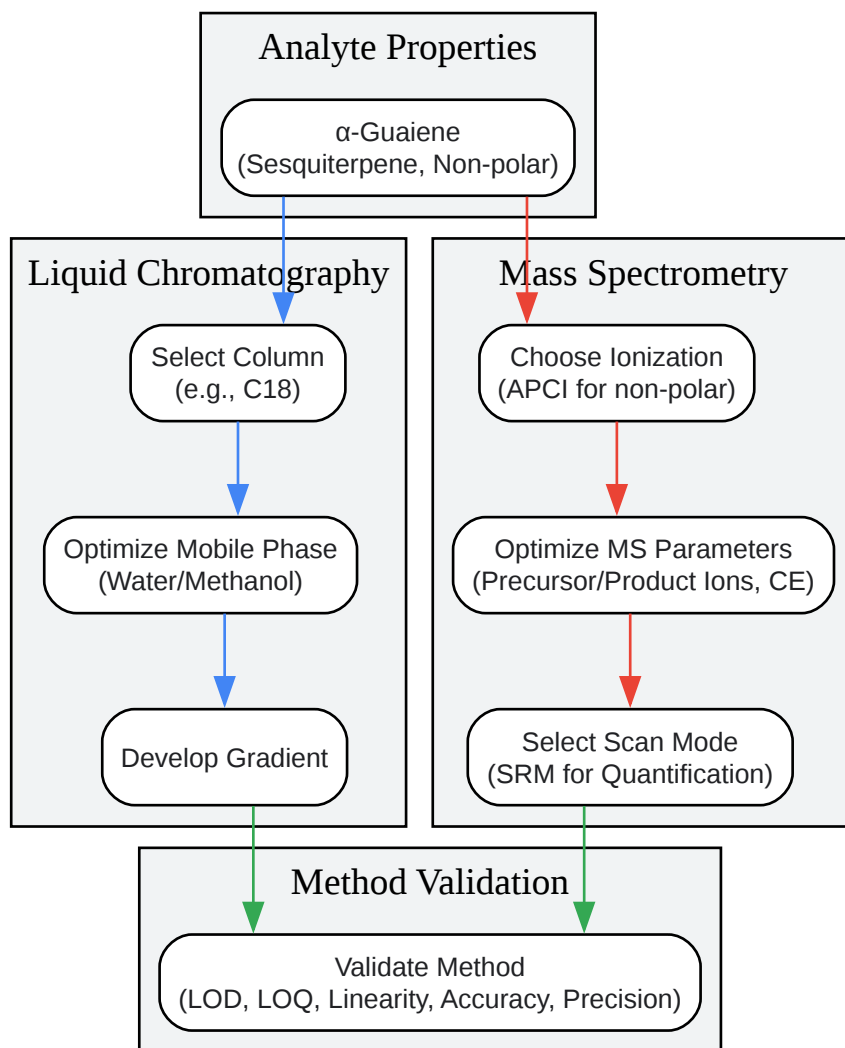 Analyte Properties
α-Guaiene
(Sesquiterpene, Non-polar)
Liquid Chromatography
Select Column
(e.g., C18)
Optimize Mobile Phase
(Water/Methanol)
Develop Gradient
Mass Spectrometry
Choose Ionization
(APCI for non-polar)
Optimize MS Parameters
(Precursor/Product Ions, CE)
Select Scan Mode
(SRM for Quantification)
Method Validation
Validate Method
(LOD, LOQ, Linearity, Accuracy, Precision)